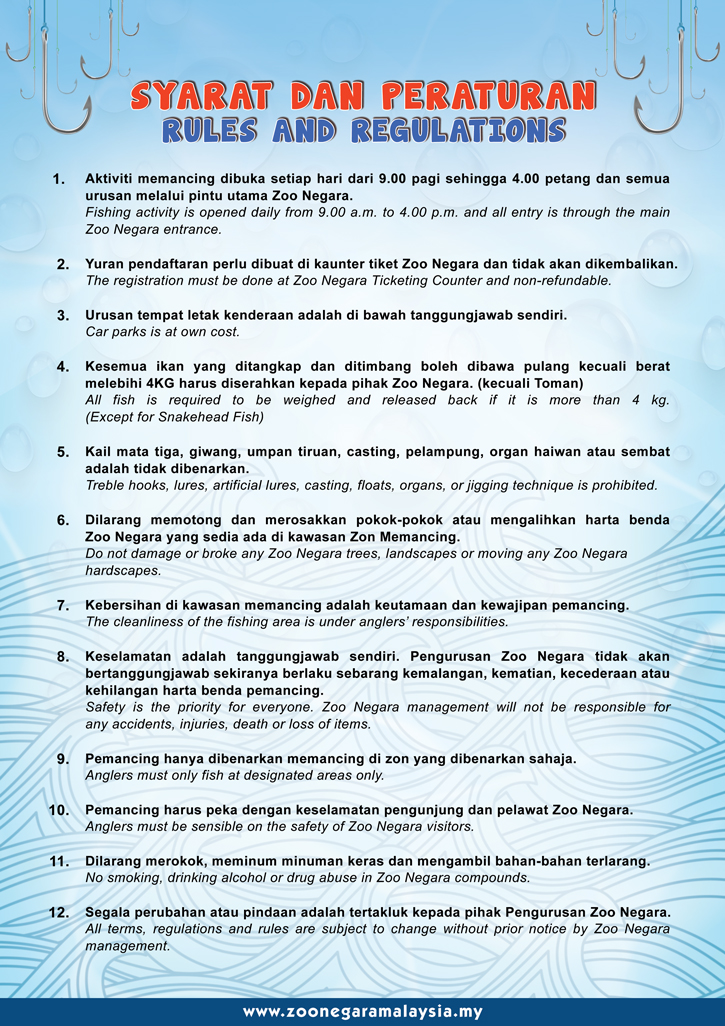 SYARAT DAN PERATURAN
RULES AND REGULATIONS
1. Aktiviti memancing dibuka setiap hari dari 9.00 pagi sehingga 4.00 petang dan semua
urusan melalui pintu utama Zoo Negara.
Fishing activity is opened daily from 9.00 a.m. to 4.00 p.m. and all entry is through the main
Zoo Negara entrance.
2. Yuran pendaftaran perlu dibuat di kaunter tiket Zoo Negara dan tidak akan dikembalikan.
The registration must be done at Zoo Negara Ticketing Counter and non-refundable.
3. Urusan tempat letak kenderaan adalah di bawah tanggungjawab sendiri.
Car parks is at own cost.
4. Kesemua ikan yang ditangkap dan ditimbang boleh dibawa pulang kecuali berat
melebihi 4KG harus diserahkan kepada pihak Zoo Negara. (kecuali Toman)
All fish is required to be weighed and released back if it is more than 4 kg.
(Except for Snakehead Fish)
5. Kail mata tiga, giwang, umpan tiruan, casting, pelampung, organ haiwan atau sembat
adalah tidak dibenarkan.
Treble hooks, lures, artificial lures, casting, floats, organs, or jigging technique is prohibited.
6. Dilarang memotong dan merosakkan pokok-pokok atau mengalihkan harta benda
Zoo Negara yang sedia ada di kawasan Zon Memancing.
Do not damage or broke any Zoo Negara trees, landscapes or moving any Zoo Negara
hardscapes.
7. Kebersihan di kawasan memancing adalah keutamaan dan kewajipan pemancing.
The cleanliness of the fishing area is under anglers' responsibilities.
8. Keselamatan adalah tanggungjawab sendiri. Pengurusan Zoo Negara tidak akan
bertanggungjawab sekiranya berlaku sebarang kemalangan, kematian, kecederaan atau
kehilangan harta benda pemancing.
Safety is the priority for everyone. Zoo Negara management will not be responsible for
any accidents, injuries, death or loss of items.
9. Pemancing hanya dibenarkan memancing di zon yang dibenarkan sahaja.
Anglers must only fish at designated areas only.
10. Pemancing harus peka dengan keselamatan pengunjung dan pelawat Zoo Negara.
Anglers must be sensible on the safety of Zoo Negara visitors.
11. Dilarang merokok, meminum minuman keras dan mengambil bahan-bahan terlarang.
No smoking, drinking alcohol or drug abuse in Zoo Negara compounds.
12. Segala perubahan atau pindaan adalah tertakluk kepada pihak Pengurusan Zoo Negara.
All terms, regulations and rules are subject to change without prior notice by Zoo Negara
management.
www.zoonegaramalaysia.my